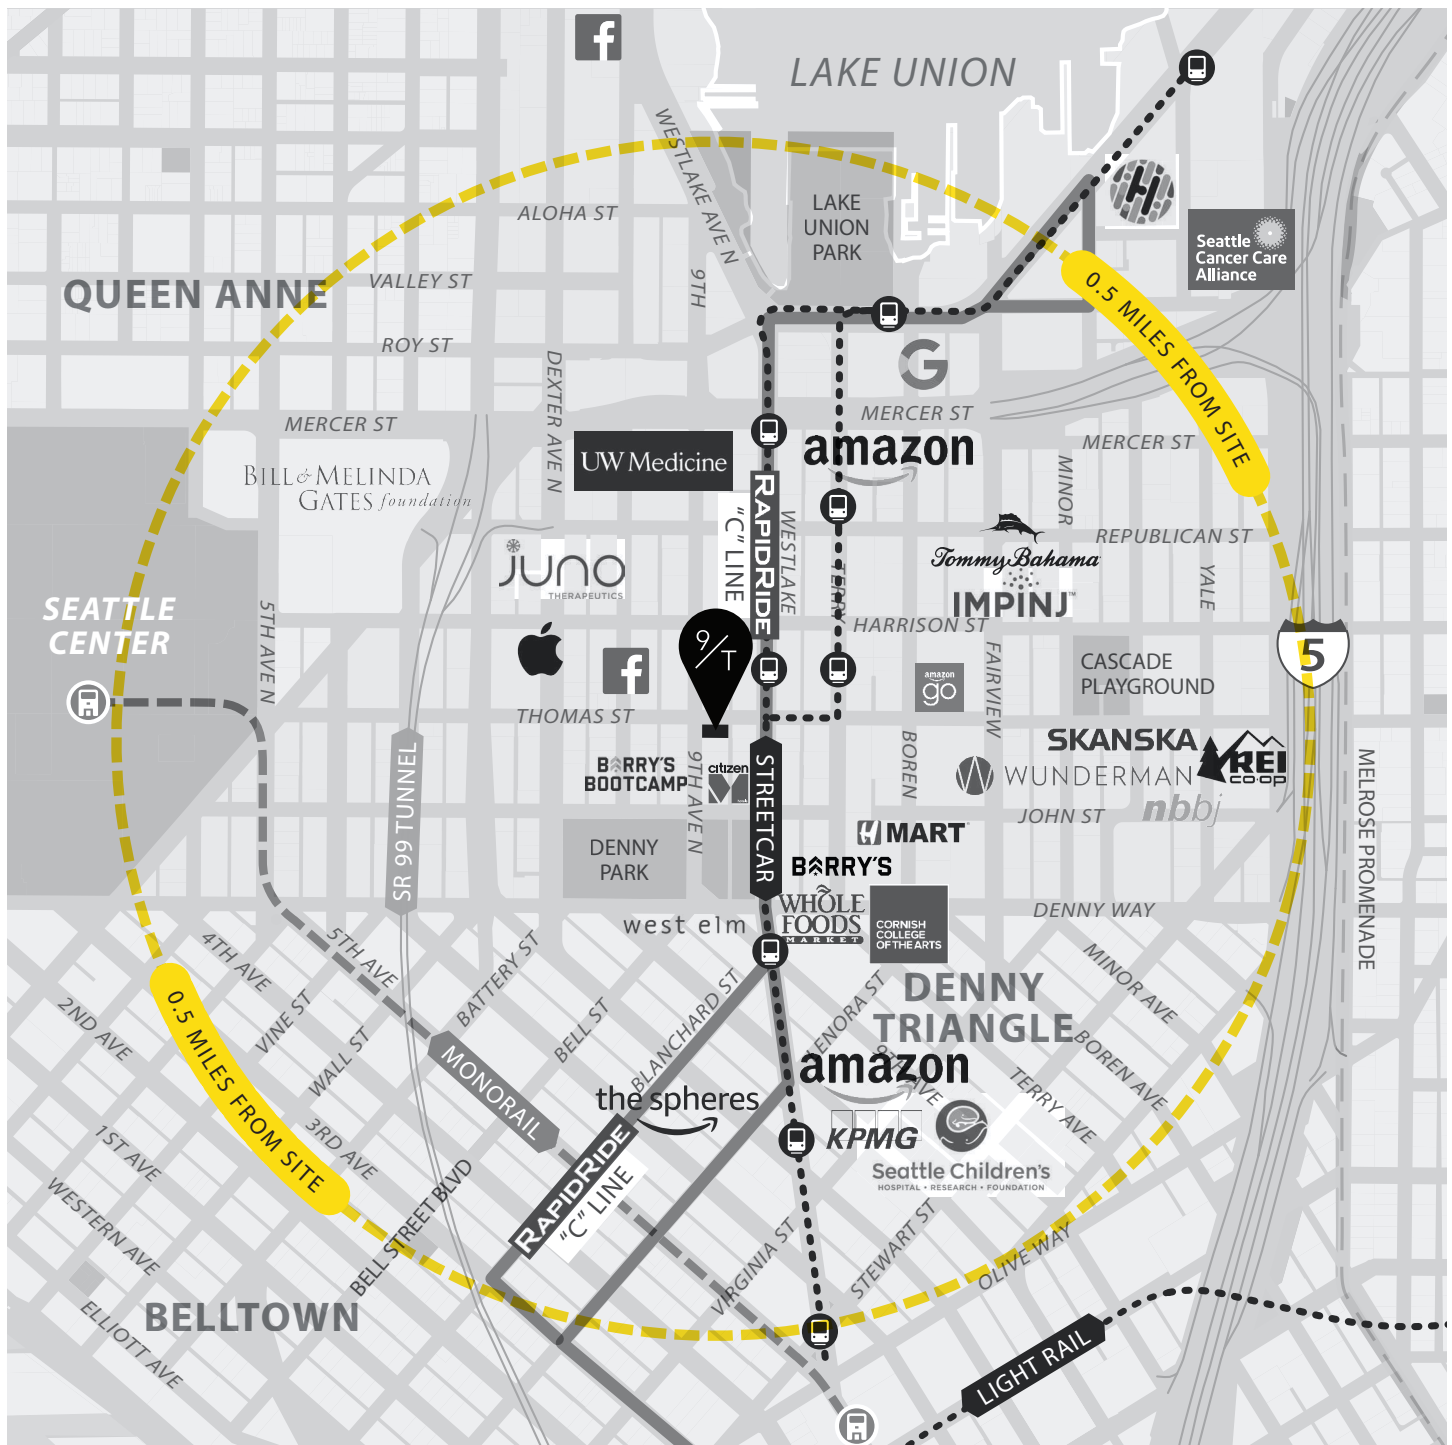 LAKE UNION
WESTLAKE AVE N
LAKE
UNION
PARK
ALOHA ST
Seattle
Cancer Care
Alliance
QUEEN ANNE
VALLEY ST
9TH
0.5 MILES FROM SITE
ROY ST
DEXTER AVE N
G
MERCER ST
MERCER ST
amazon
MERCER ST
UW Medicine
BILL & MELINDA
GATES foundation
MINOR
RAPIDRIDE
"C" LINE
WESTLAKE
REPUBLICAN ST
Tommy Bahama
juno
THERAPEUTICS
TERRY
YALE
IMPINJ™
SEATTLE
CENTER
5TH AVE N
HARRISON ST
9/T
5
FAIRVIEW
CASCADE
PLAYGROUND
amazon
go
THOMAS ST
SKANSKA
REI
co·op
WUNDERMAN
BOREN
BARRY'S
BOOTCAMP
9TH AVE N
citizen
M
STREETCAR
SR 99 TUNNEL
MELROSE PROMENADE
JOHN ST
nbbj
H MART
DENNY
PARK
BARRY'S
WHOLE
FOODS
MARKET
CORNISH
COLLEGE
OF THE ARTS
DENNY WAY
west elm
4TH AVE
5TH AVE
BATTERY ST
2ND AVE
VINE ST
WALL ST
BELL ST
BLANCHARD ST
LENORA ST
DENNY
TRIANGLE
MINOR AVE
BOREN AVE
0.5 MILES FROM SITE
MONORAIL
amazon
9TH AVE
TERRY AVE
the spheres
KPMG
Seattle Children's
HOSPITAL • RESEARCH • FOUNDATION
1ST AVE
3RD AVE
RAPIDRIDE
"C" LINE
WESTERN AVE
BELL STREET BLVD
VIRGINIA ST
STEWART ST
OLIVE WAY
BELLTOWN
ELLIOTT AVE
LIGHT RAIL